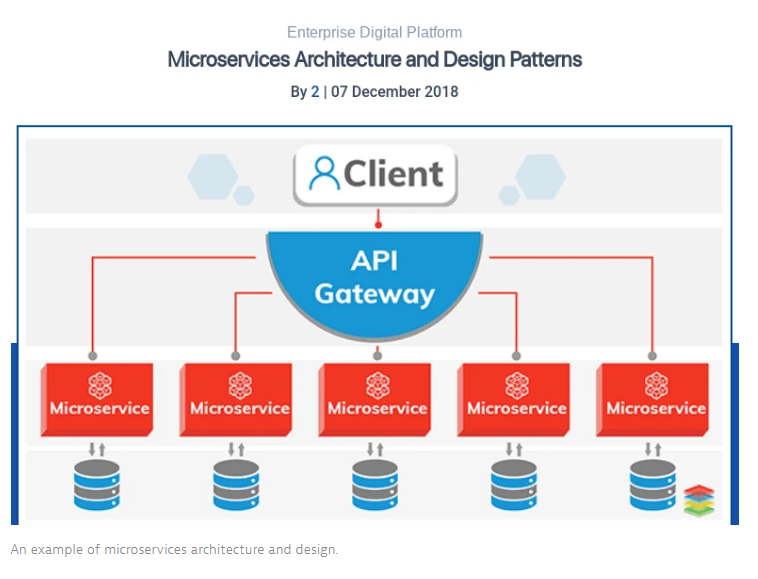 Enterprise Digital Platform
Microservices Architecture and Design Patterns
By 2 | 07 December 2018
Client
API
Gateway
Microservice Microservice Microservice Microservice Microservice
An example of microservices architecture and design.